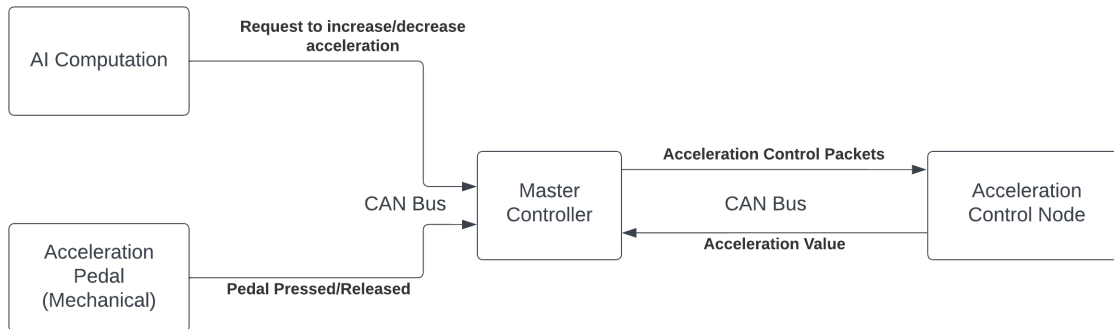 Request to increase/decrease
acceleration
AI Computation
Acceleration Control Packets
Master
Controller
Acceleration
Control Node
CAN Bus
CAN Bus
Acceleration Value
Acceleration
Pedal
(Mechanical)
Pedal Pressed/Released